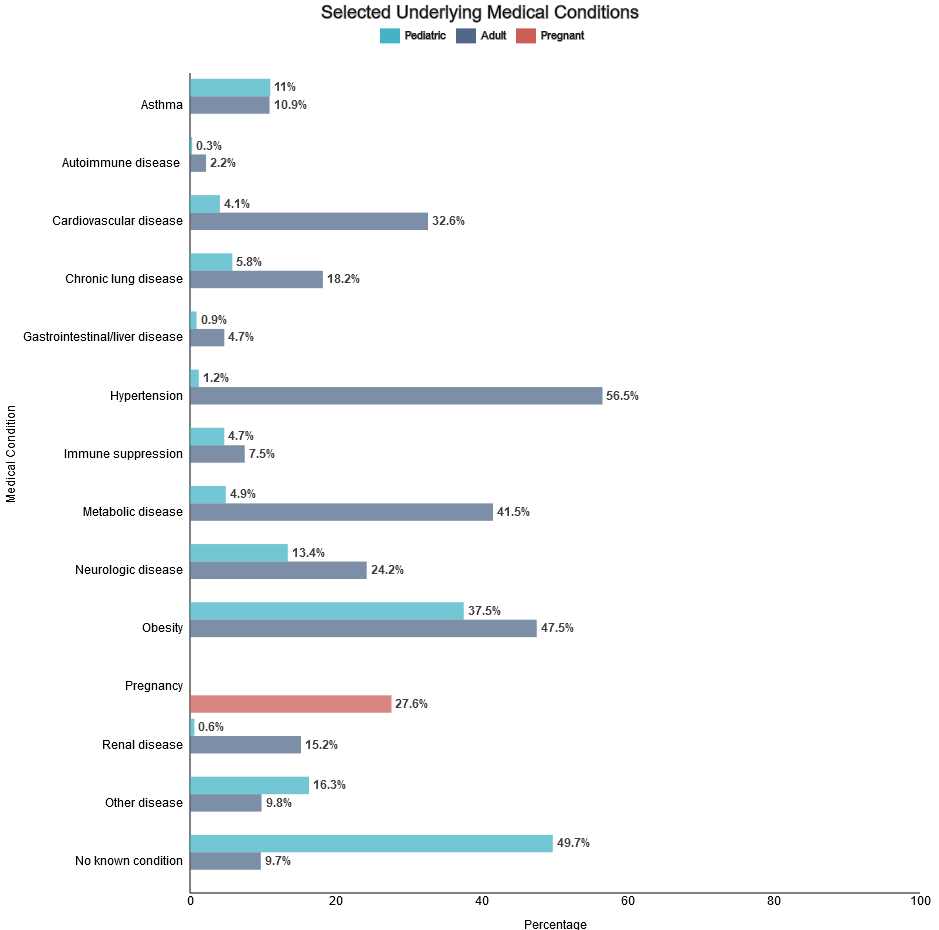 Selected Underlying Medical Conditions
Pediatric Adult Pregnant
Medical Condition
Asthma 11% 10.9%
Autoimmune disease 0.3% 2.2%
Cardiovascular disease 4.1% 32.6%
Chronic lung disease 5.8% 18.2%
Gastrointestinal/liver disease 0.9% 4.7%
Hypertension 1.2% 56.5%
Immune suppression 4.7% 7.5%
Metabolic disease 4.9% 41.5%
Neurologic disease 13.4% 24.2%
Obesity 37.5% 47.5%
Pregnancy 27.6%
Renal disease 0.6% 15.2%
Other disease 16.3% 9.8%
No known condition 49.7% 9.7%
0 20 40 60 80 100
Percentage